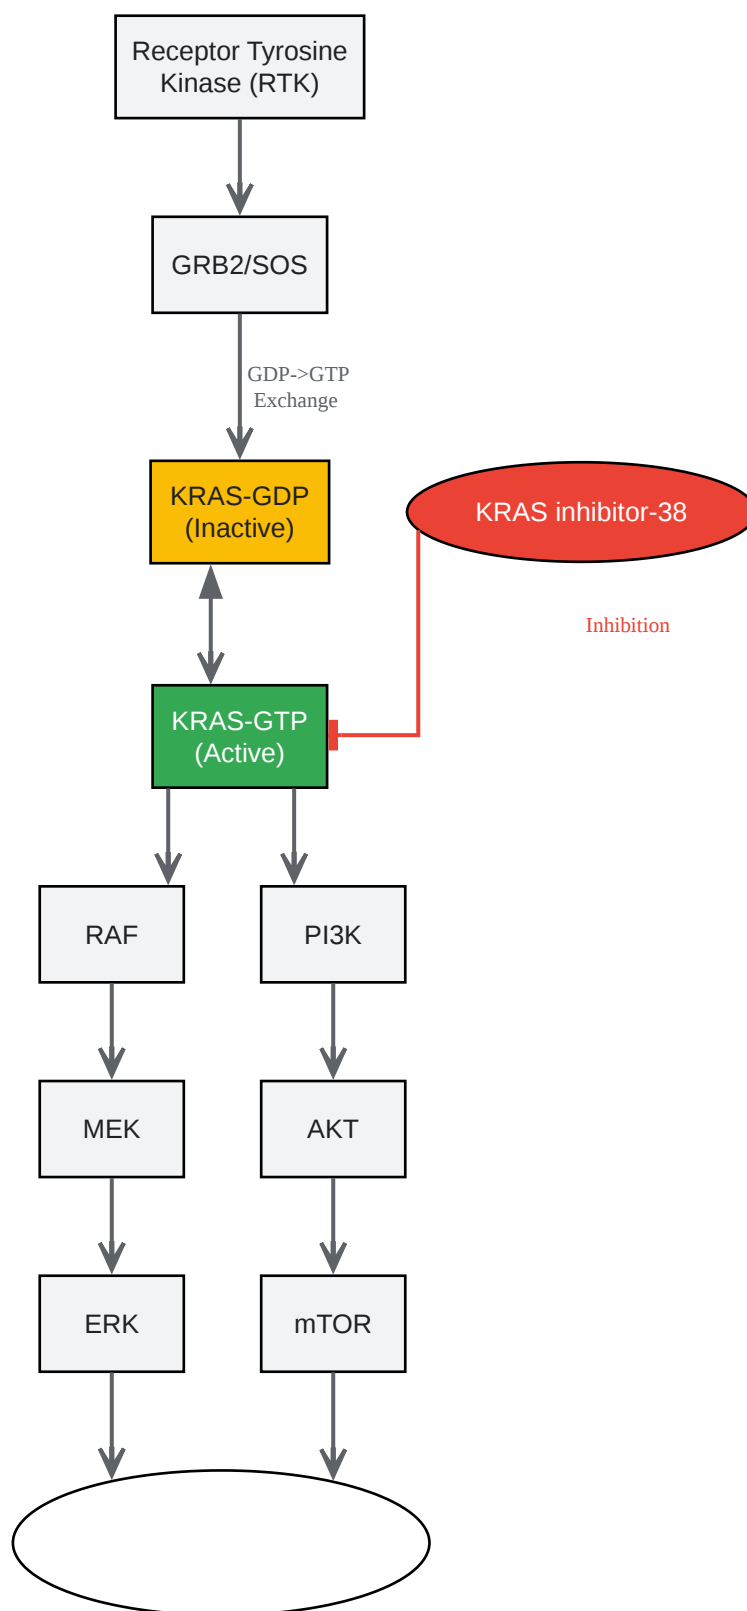 Receptor Tyrosine
Kinase (RTK)
GRB2/SOS
GDP->GTP
Exchange
KRAS-GDP
(Inactive)
KRAS inhibitor-38
Inhibition
KRAS-GTP
(Active)
RAF
PI3K
MEK
AKT
ERK
mTOR